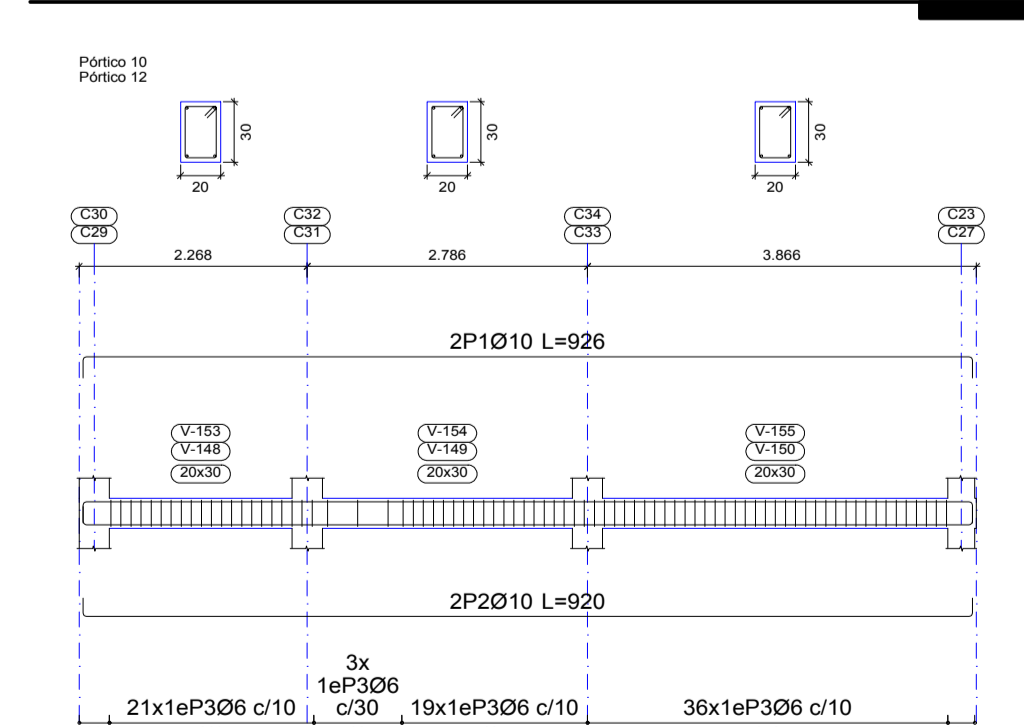 Pórtico 10
Pórtico 12
30
30
30
20
20
20
C30
C32
C34
C23
C29
C31
C33
C27
2.268
2.786
3.866
2P1Ø10 L=926
V-153
V-154
V-155
V-148
V-149
V-150
20x30
20x30
20x30
2P2Ø10 L=920
21x1eP3Ø6 c/10
3x
1eP3Ø6
c/30
19x1eP3Ø6 c/10
36x1eP3Ø6 c/10